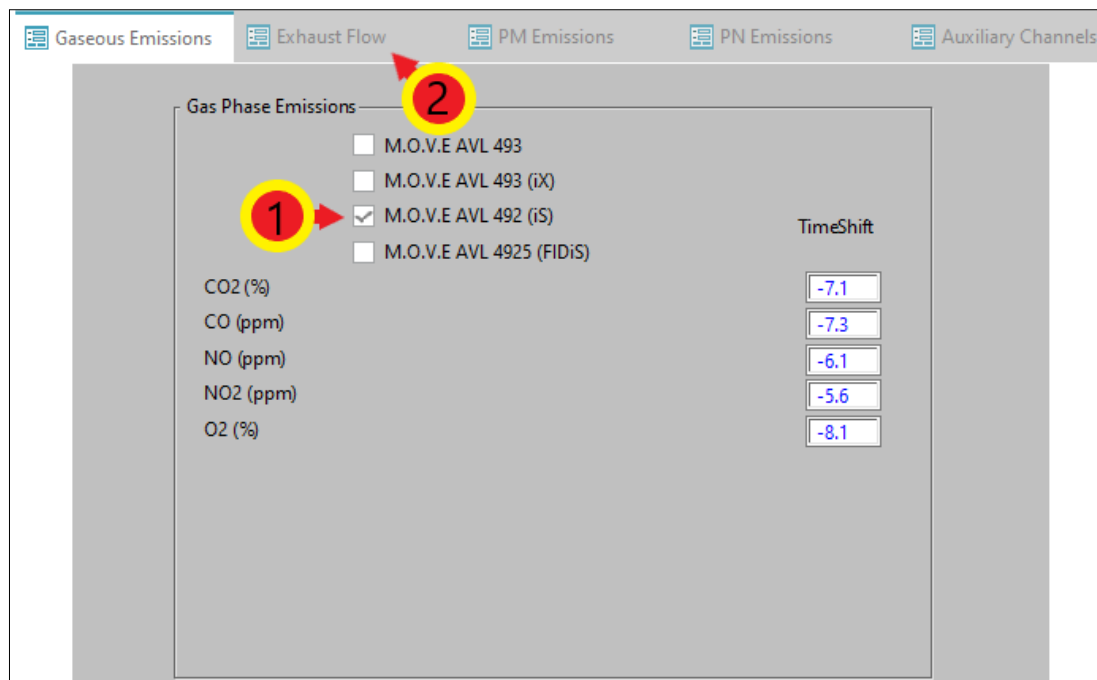 Gaseous Emissions Exhaust Flow PM Emissions PN Emissions Auxiliary Channels
2
Gas Phase Emissions
M.O.V.E AVL 493
M.O.V.E AVL 493 (iX)
1 M.O.V.E AVL 492 (iS)
TimeShift
M.O.V.E AVL 4925 (FIDiS)
CO2 (%) -7.1
CO (ppm) -7.3
NO (ppm) -6.1
NO2 (ppm) -5.6
O2 (%) -8.1